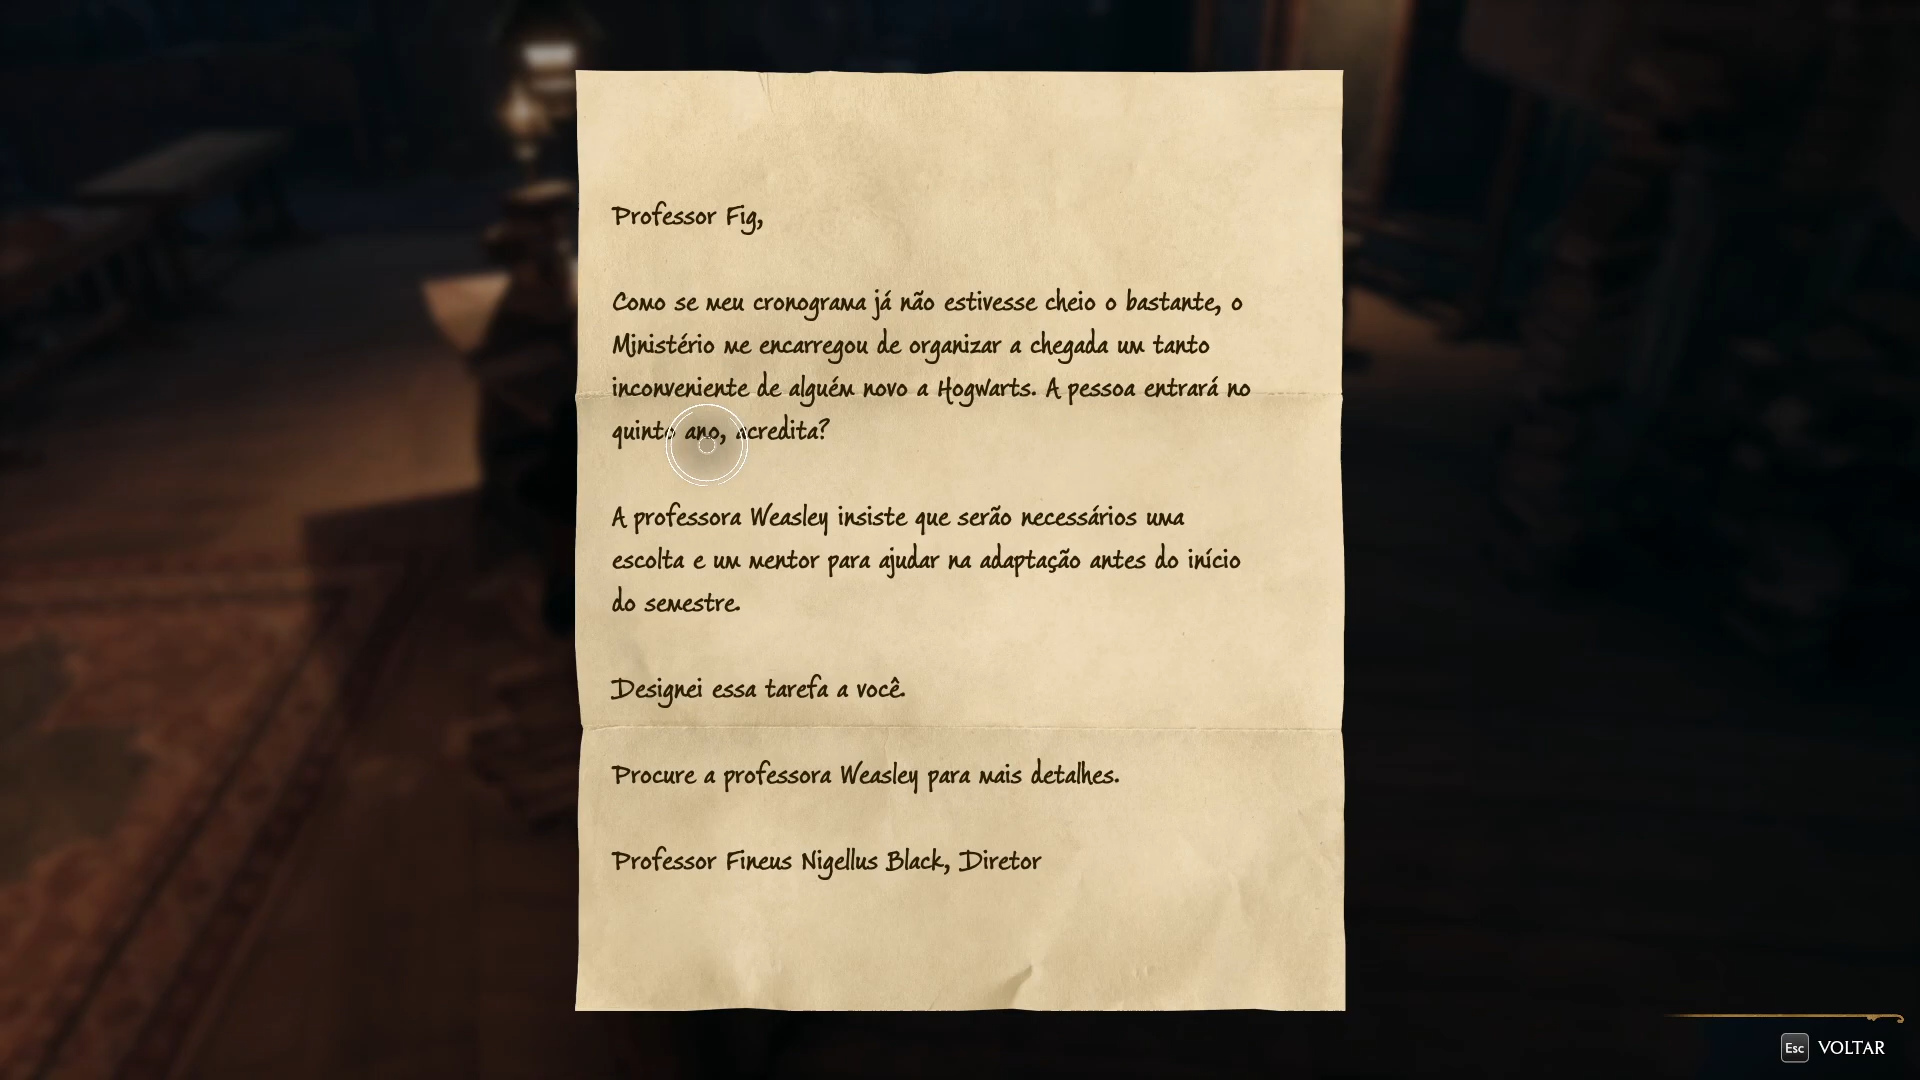 Professor Fig,
Como se meu cronograma já não estivesse cheio o bastante, o
Ministério me encarregou de organizar a chegada um tanto
inconveniente de alguém novo a Hogwarts. A pessoa entrará no
quinto ano, acredita?
A professora Weasley insiste que serão necessários uma
escolta e um mentor para ajudar na adaptação antes do início
do semestre.
Designei essa tarefa a você.
Procure a professora Weasley para mais detalhes.
Professor Fineus Nigellus Black, Diretor
Esc VOLTAR